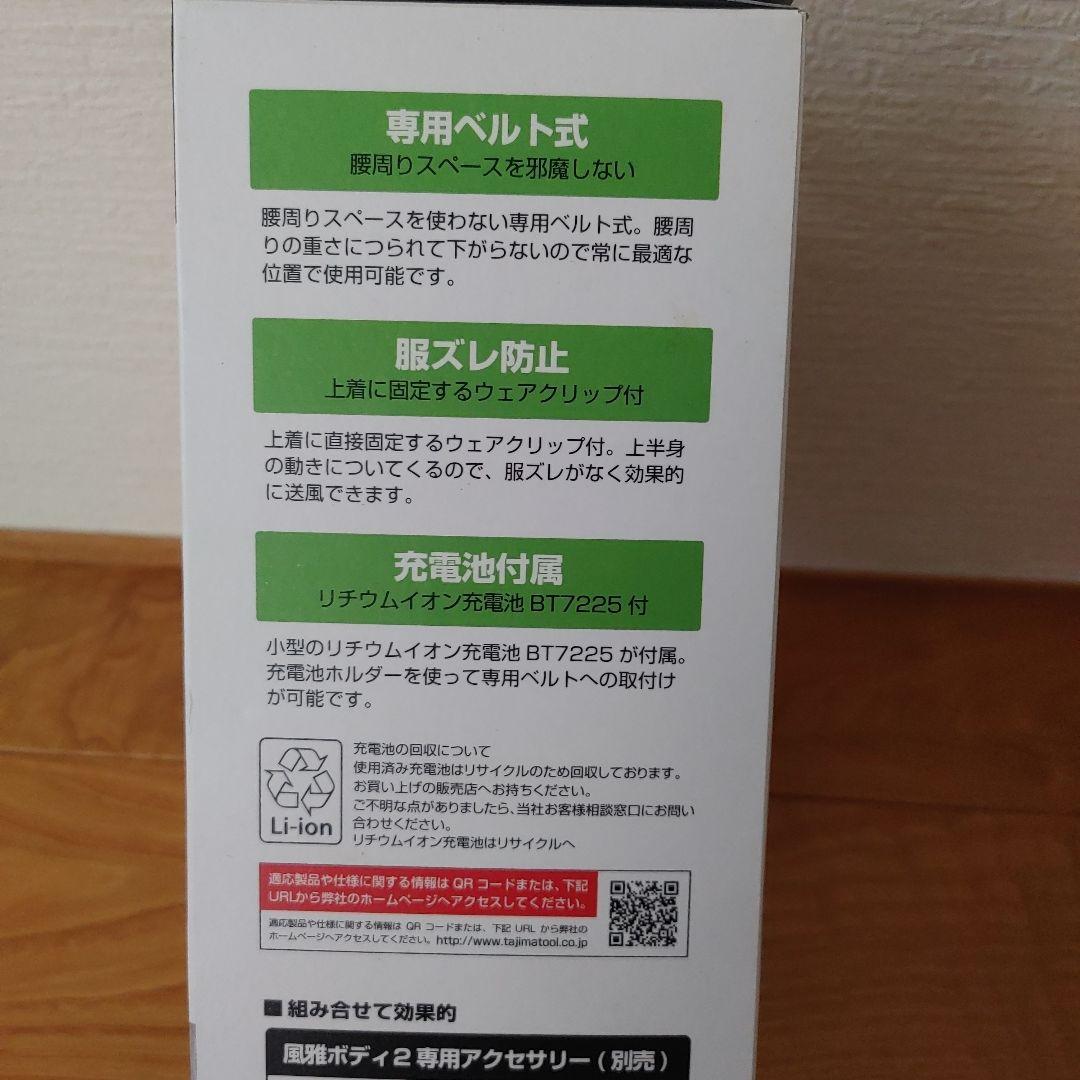 専用ベルト式
腰周りスペースを邪魔しない
腰周りスペースを使わない専用ベルト式。腰周
りの重さにつられて下がらないので常に最適な
位置で使用可能です。
服ズレ防止
上着に固定するウェアクリップ付
上着に直接固定するウェアクリップ付。上半身
の動きについてくるので、服ズレがなく効果的
に送風できます。
充電池付属
リチウムイオン充電池 BT7225 付
小型のリチウムイオン充電池 BT7225 が付属。
充電池ホルダーを使って専用ベルトへの取付け
が可能です。
Li-ion
充電池の回収について
使用済み充電池はリサイクルのため回収しております。
お買い上げの販売店へお持ちください。
ご不明な点がありましたら、当社お客様相談窓口にお問い
合わせください。
リチウムイオン充電池はリサイクルへ
適応製品や仕様に関する情報は QR コードまたは、下記
URLから弊社のホームページへアクセスしてください。
適応製品や仕様に関する情報は QR コードまたは、下記 URL から弊社の
ホームページへアクセスしてください。http://www.tajimatool.co.jp
■組み合せて効果的
風雅ボディ2 専用アクセサリー ( 別売 )